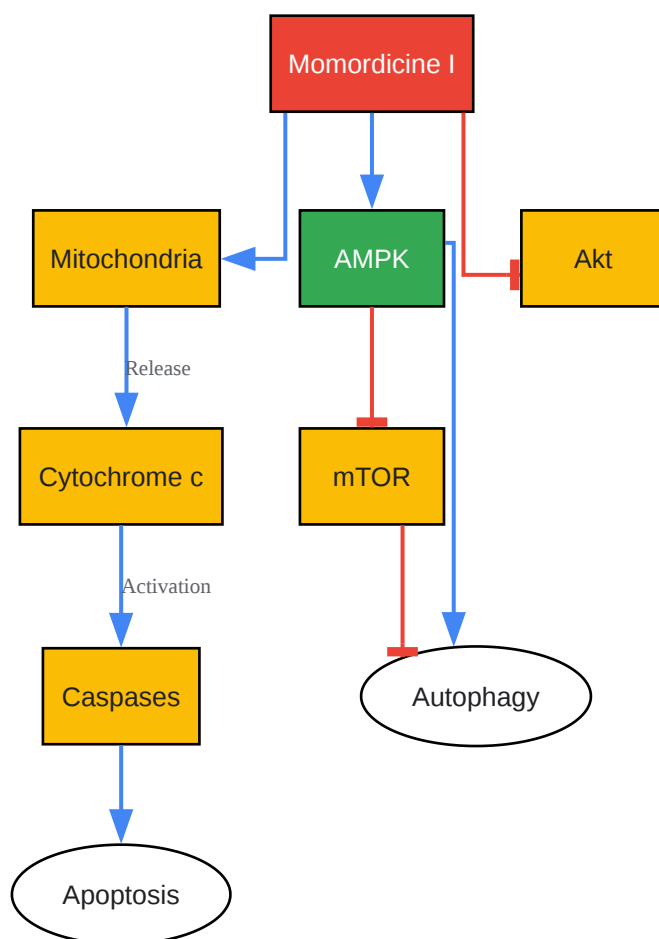 Momordicine I
Mitochondria
AMPK
Akt
Release
Cytochrome c
mTOR
Activation
Caspases
Autophagy
Apoptosis